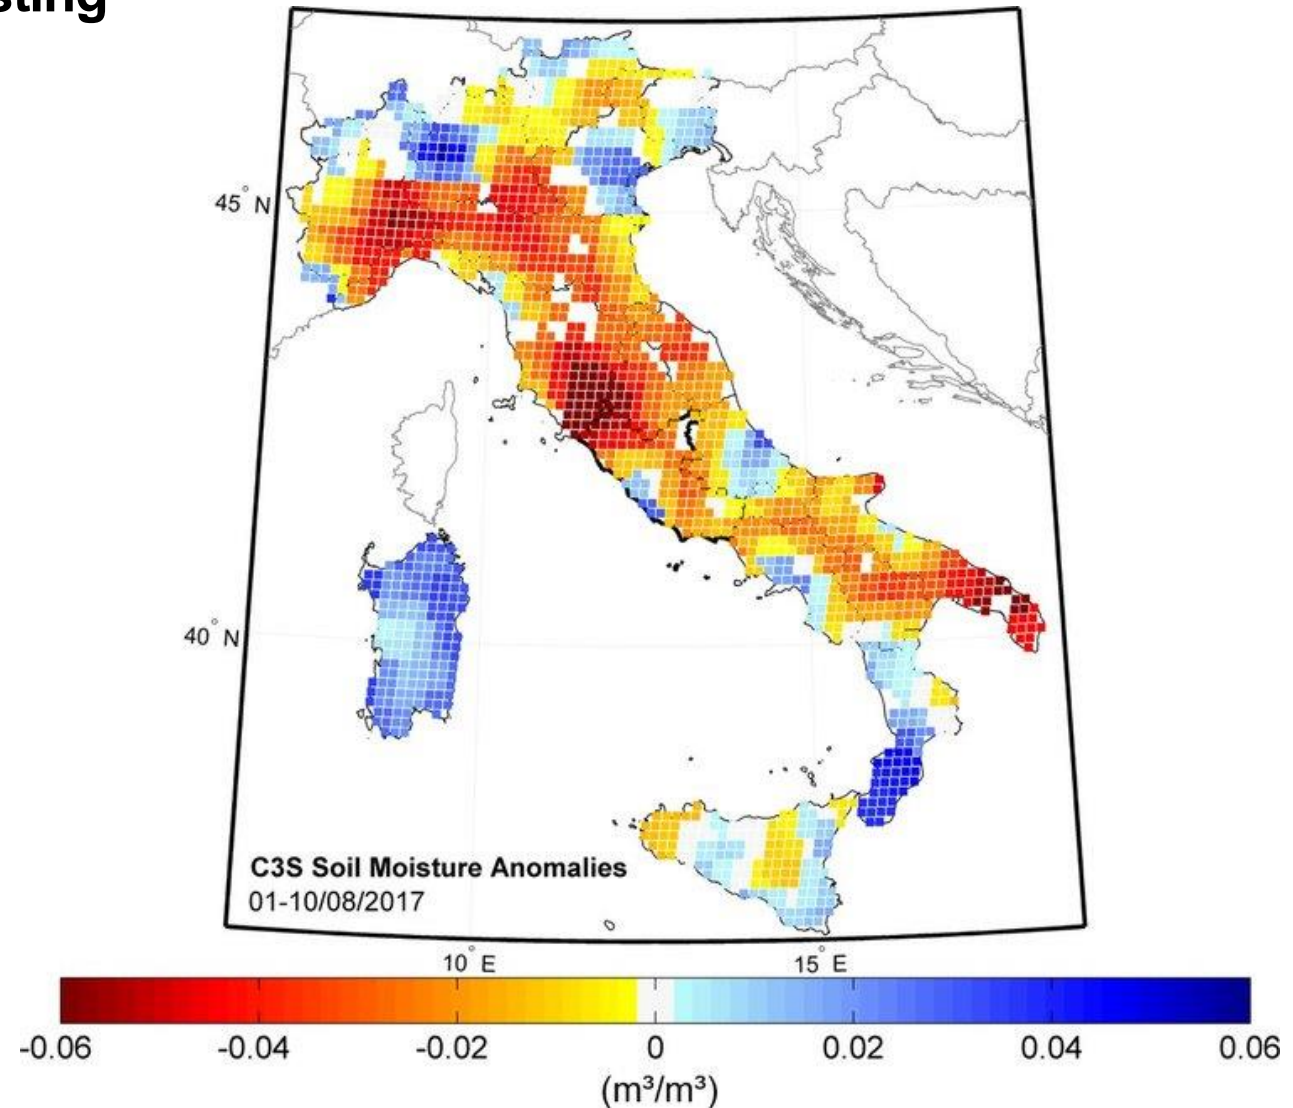 45° N
40° N
C3S Soil Moisture Anomalies
01-10/08/2017
10° E 15° E
-0.06 -0.04 -0.02 0 0.02 0.04 0.06
(m³/m³)